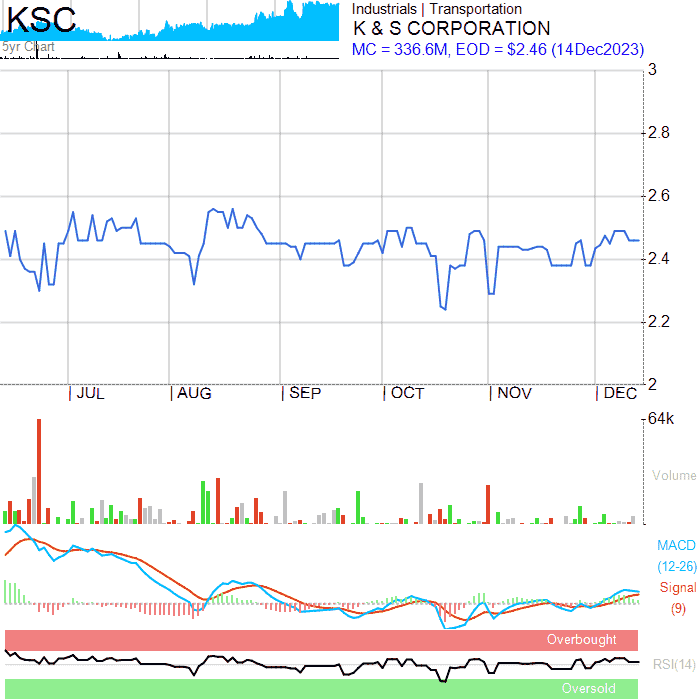 KSC
5yr Chart
Industrials | Transportation
K & S CORPORATION
MC = 336.6M, EOD = $2.46 (14Dec2023)
3
2.8
2.6
2.4
2.2
2
| JUL | AUG | SEP | OCT | NOV | DEC
64k
Volume
MACD
(12-26)
Signal
(9)
Overbought
RSI(14)
Oversold